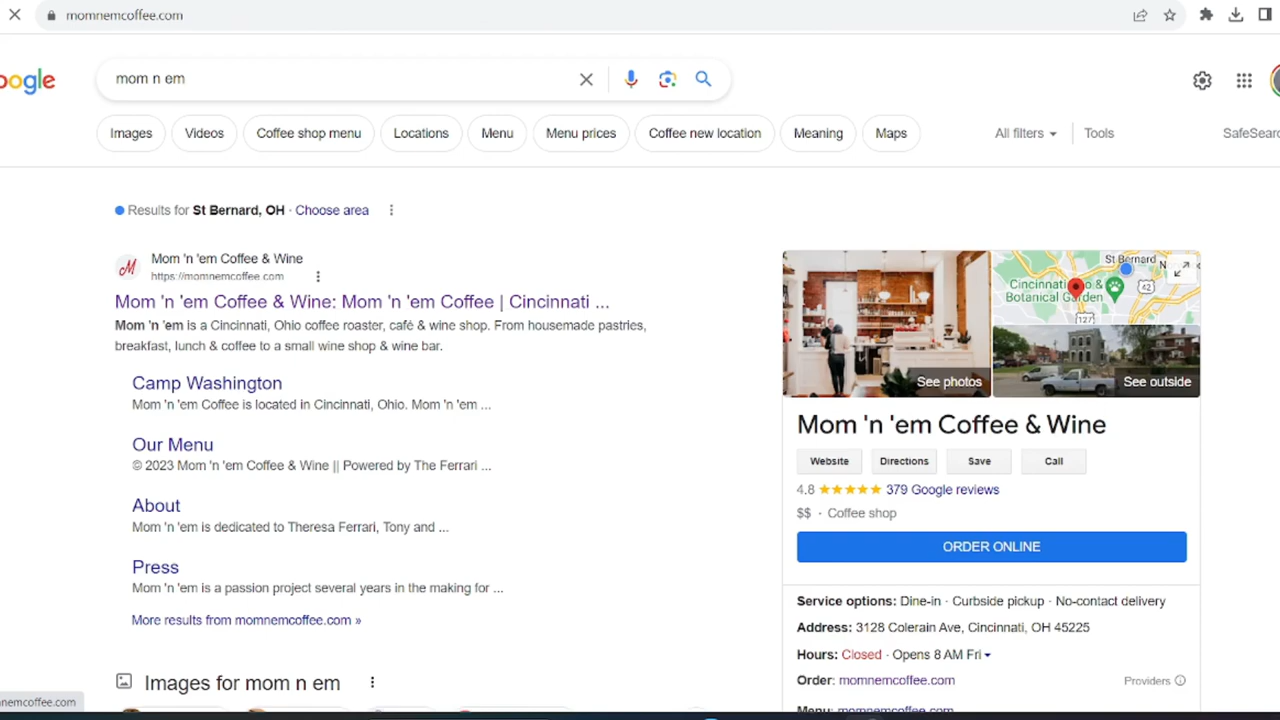 momnemcoffee.com
oogle
mom n em
Images
Videos
Coffee shop menu
Locations
Menu
Menu prices
Coffee new location
Meaning
Maps
All filters
Tools
SafeSearc
Results for St Bernard, OH · Choose area
Mom 'n 'em Coffee & Wine
https://momnemcoffee.com
Mom 'n 'em Coffee & Wine: Mom 'n 'em Coffee | Cincinnati ...
Mom 'n 'em is a Cincinnati, Ohio coffee roaster, café & wine shop. From housemade pastries,
breakfast, lunch & coffee to a small wine shop & wine bar.
Camp Washington
Mom 'n 'em Coffee is located in Cincinnati, Ohio. Mom 'n 'em ...
Our Menu
© 2023 Mom 'n 'em Coffee & Wine || Powered by The Ferrari ...
About
Mom 'n 'em is dedicated to Theresa Ferrari, Tony and ...
Press
Mom 'n 'em is a passion project several years in the making for ...
More results from momnemcoffee.com »
Images for mom n em
nemcoffee.com
See photos
St Bernard
N
Cincinnati
Botanical Garden
42
127
See outside
Mom 'n 'em Coffee & Wine
Website
Directions
Save
Call
4.8 379 Google reviews
$$ · Coffee shop
ORDER ONLINE
Service options: Dine-in · Curbside pickup · No-contact delivery
Address: 3128 Colerain Ave, Cincinnati, OH 45225
Hours: Closed · Opens 8 AM Fri
Order: momnemcoffee.com
Providers
Menu: momnemcoffee.com